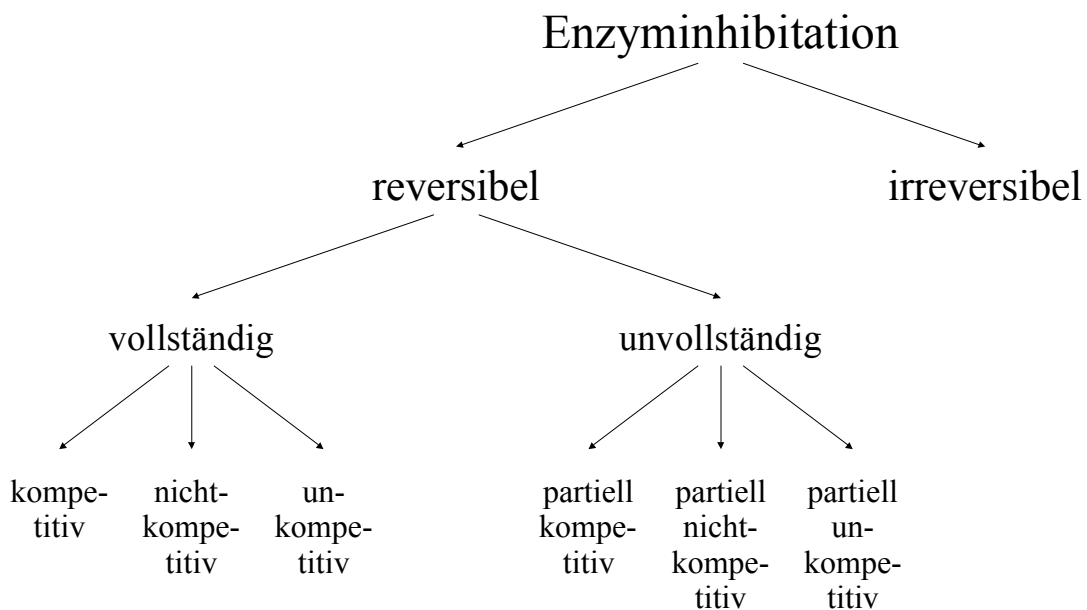 Enzyminhibitation
reversibel
irreversibel
vollständig
unvollständig
kompe-
titiv
nicht-
kompe-
titiv
un-
kompe-
titiv
partiell
kompe-
titiv
partiell
nicht-
kompe-
titiv
partiell
un-
kompe-
titiv